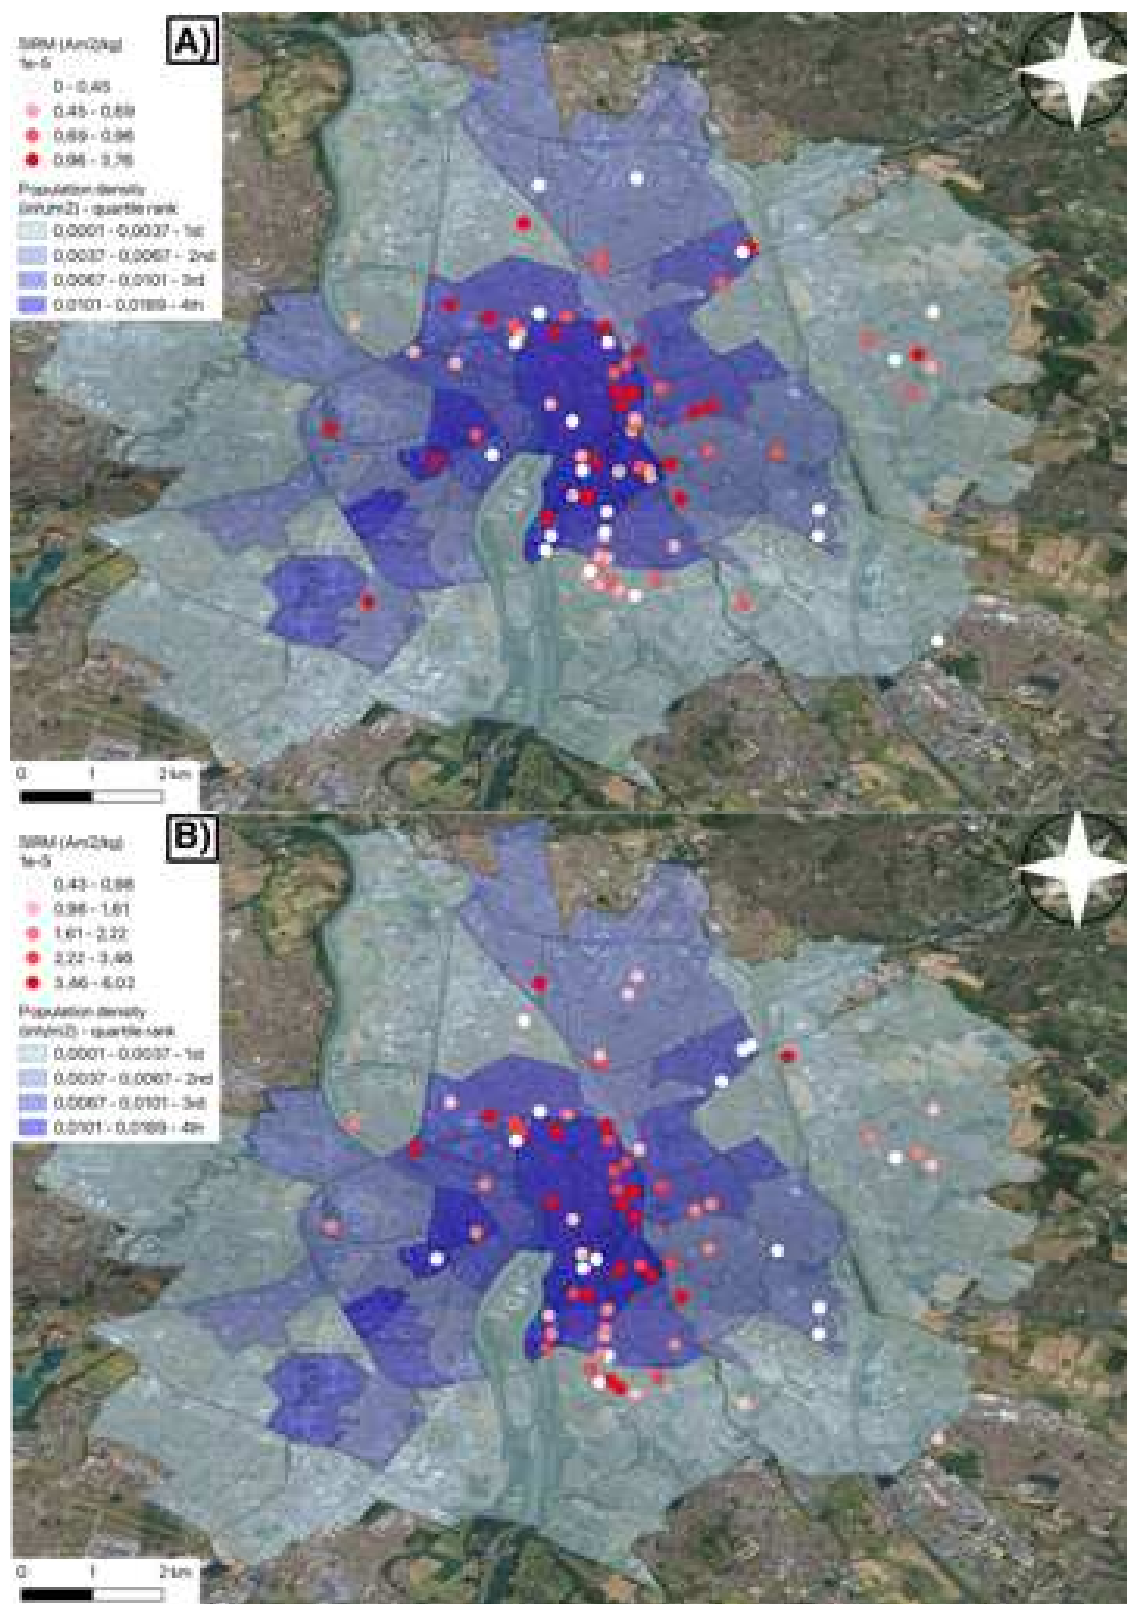 A)
SIRM (Am2/kg)
1e-5
0 - 0,45
0,45 - 0,69
0,69 - 0,96
0,96 - 3,76
Population density
(inh/m2) - quartile rank
0,0001 - 0,0037 - 1st
0,0037 - 0,0067 - 2nd
0,0067 - 0,0101 - 3rd
0,0101 - 0,0189 - 4th
0 1 2 km
B)
SIRM (Am2/kg)
1e-5
0,43 - 0,98
0,98 - 1,61
1,61 - 2,22
2,22 - 3,46
3,46 - 6,02
Population density
(inh/m2) - quartile rank
0,0001 - 0,0037 - 1st
0,0037 - 0,0067 - 2nd
0,0067 - 0,0101 - 3rd
0,0101 - 0,0189 - 4th
0 1 2 km